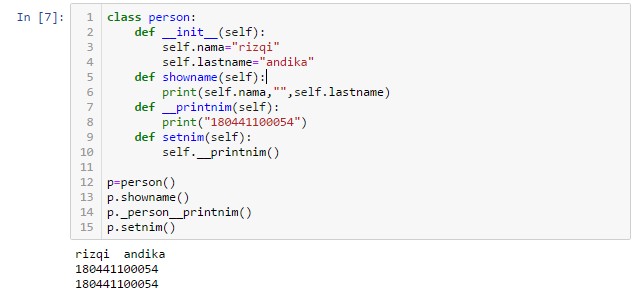 In [7]:
1 class person:
2     def __init__(self):
3         self.nama="rizqi"
4         self.lastname="andika"
5     def showname(self):
6         print(self.nama,"",self.lastname)
7     def __printnim(self):
8         print("180441100054")
9     def setnim(self):
10         self.__printnim()
11
12 p=person()
13 p.showname()
14 p._person__printnim()
15 p.setnim()
rizqi  andika
180441100054
180441100054